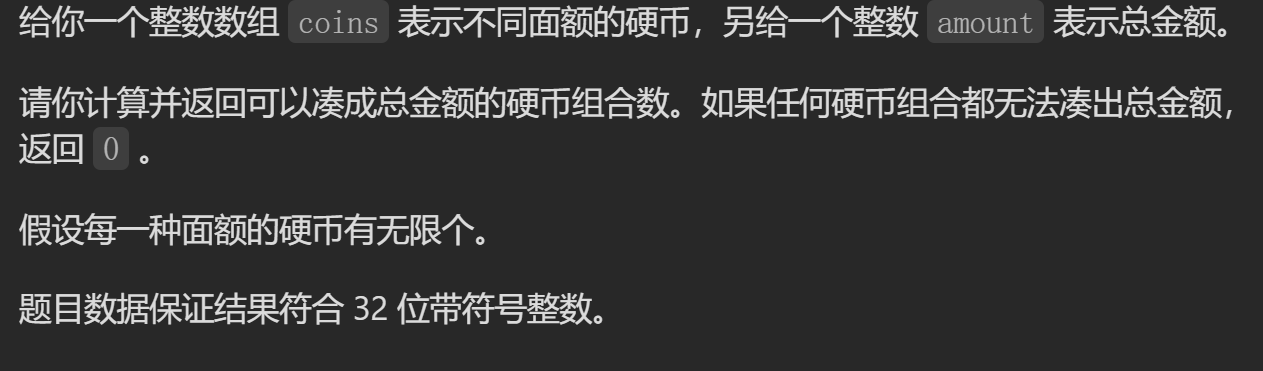 给你一个整数数组 coins 表示不同面额的硬币，另给一个整数 amount 表示总金额。
请你计算并返回可以凑成总金额的硬币组合数。如果任何硬币组合都无法凑出总金额，
返回 0 。
假设每一种面额的硬币有无限个。
题目数据保证结果符合 32 位带符号整数。